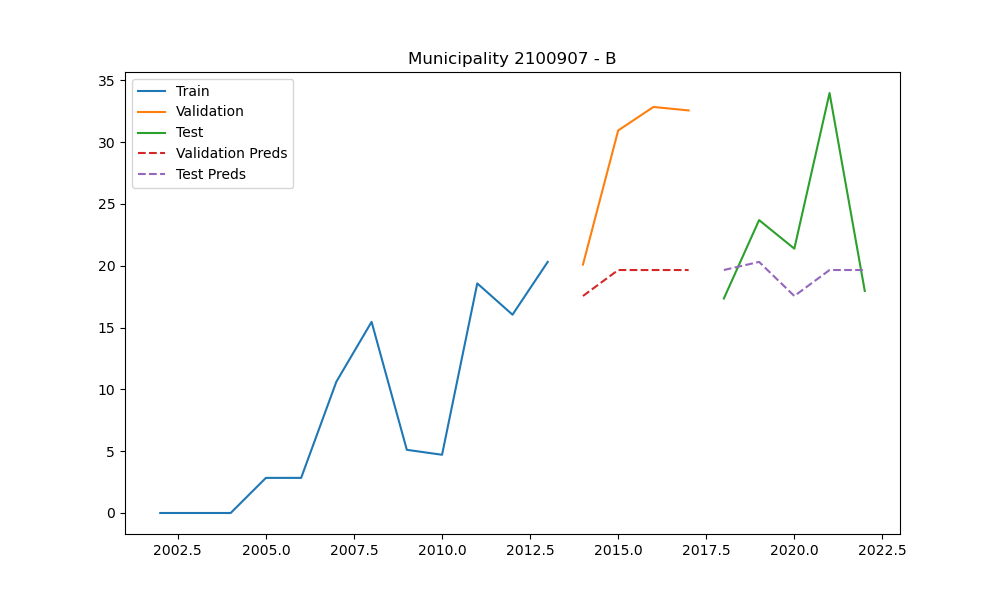 Municipality 2100907 - B
Train
Validation
Test
Validation Preds
Test Preds
35
30
25
20
15
10
5
0
2002.5 2005.0 2007.5 2010.0 2012.5 2015.0 2017.5 2020.0 2022.5